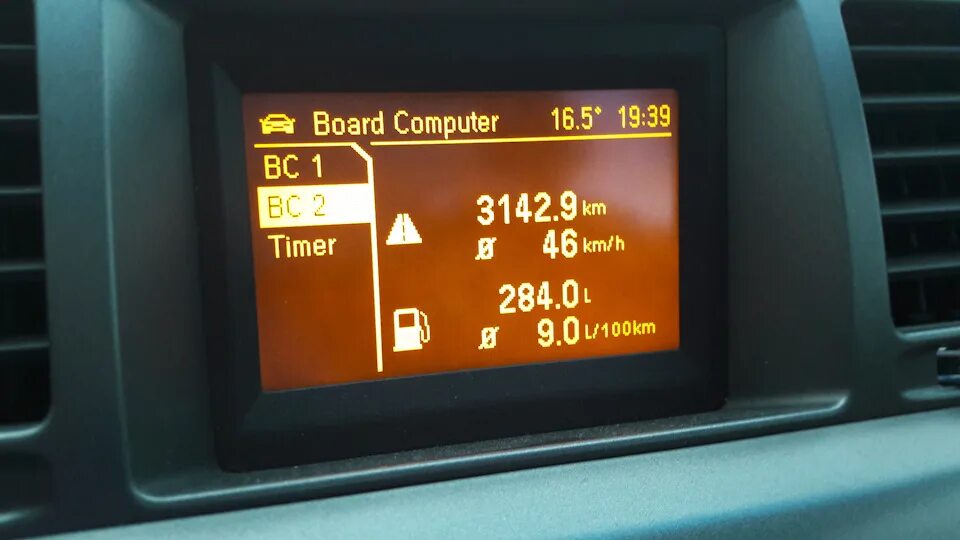 Board Computer 16.5° 19:39
BC 1
BC 2
Timer
3142.9 km
Ø 46 km/h
284.0 L
Ø 9.0 L/100km